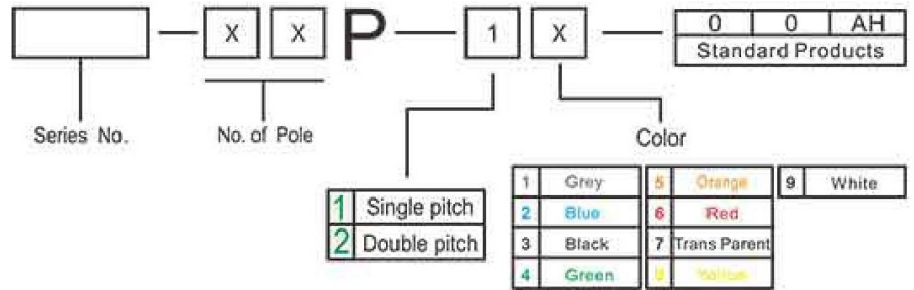 X X P 1 X 0 0 AH
Standard Products
Series No. No. of Pole Color
1 Single pitch
2 Double pitch
1 Grey 5 Orange 9 White
2 Blue 6 Red
3 Black 7 Trans Parent
4 Green 8 Yellow